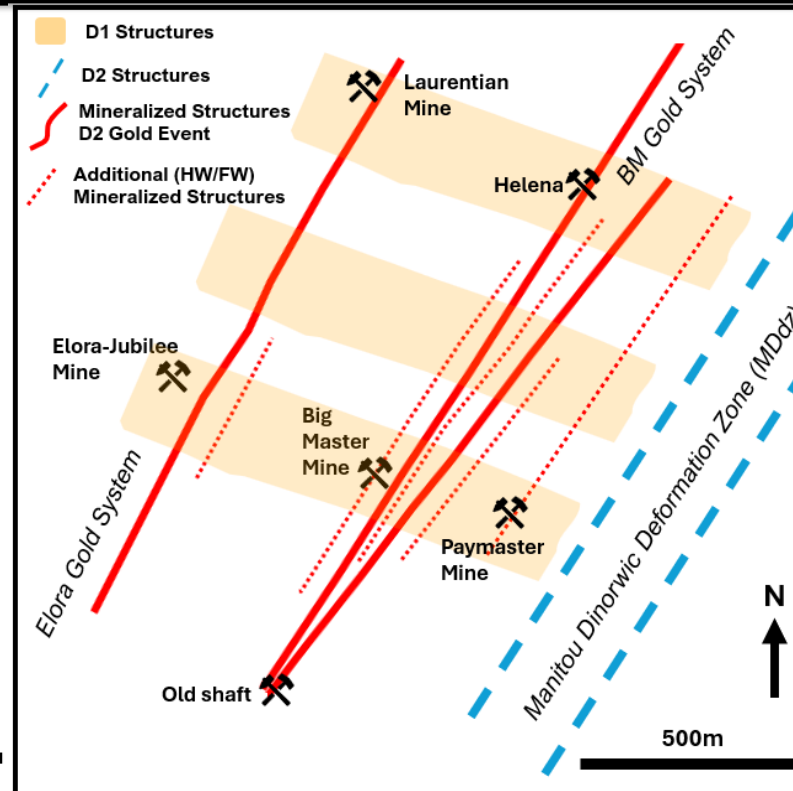 D1 Structures
D2 Structures
Mineralized Structures
D2 Gold Event
Additional (HW/FW)
Mineralized Structures
Laurentian
Mine
Helena
BM Gold System
Elora-Jubilee
Mine
Big
Master
Mine
Paymaster
Mine
Elora Gold System
Manitou Dinorwic Deformation Zone (MDdz)
Old shaft
N
500m